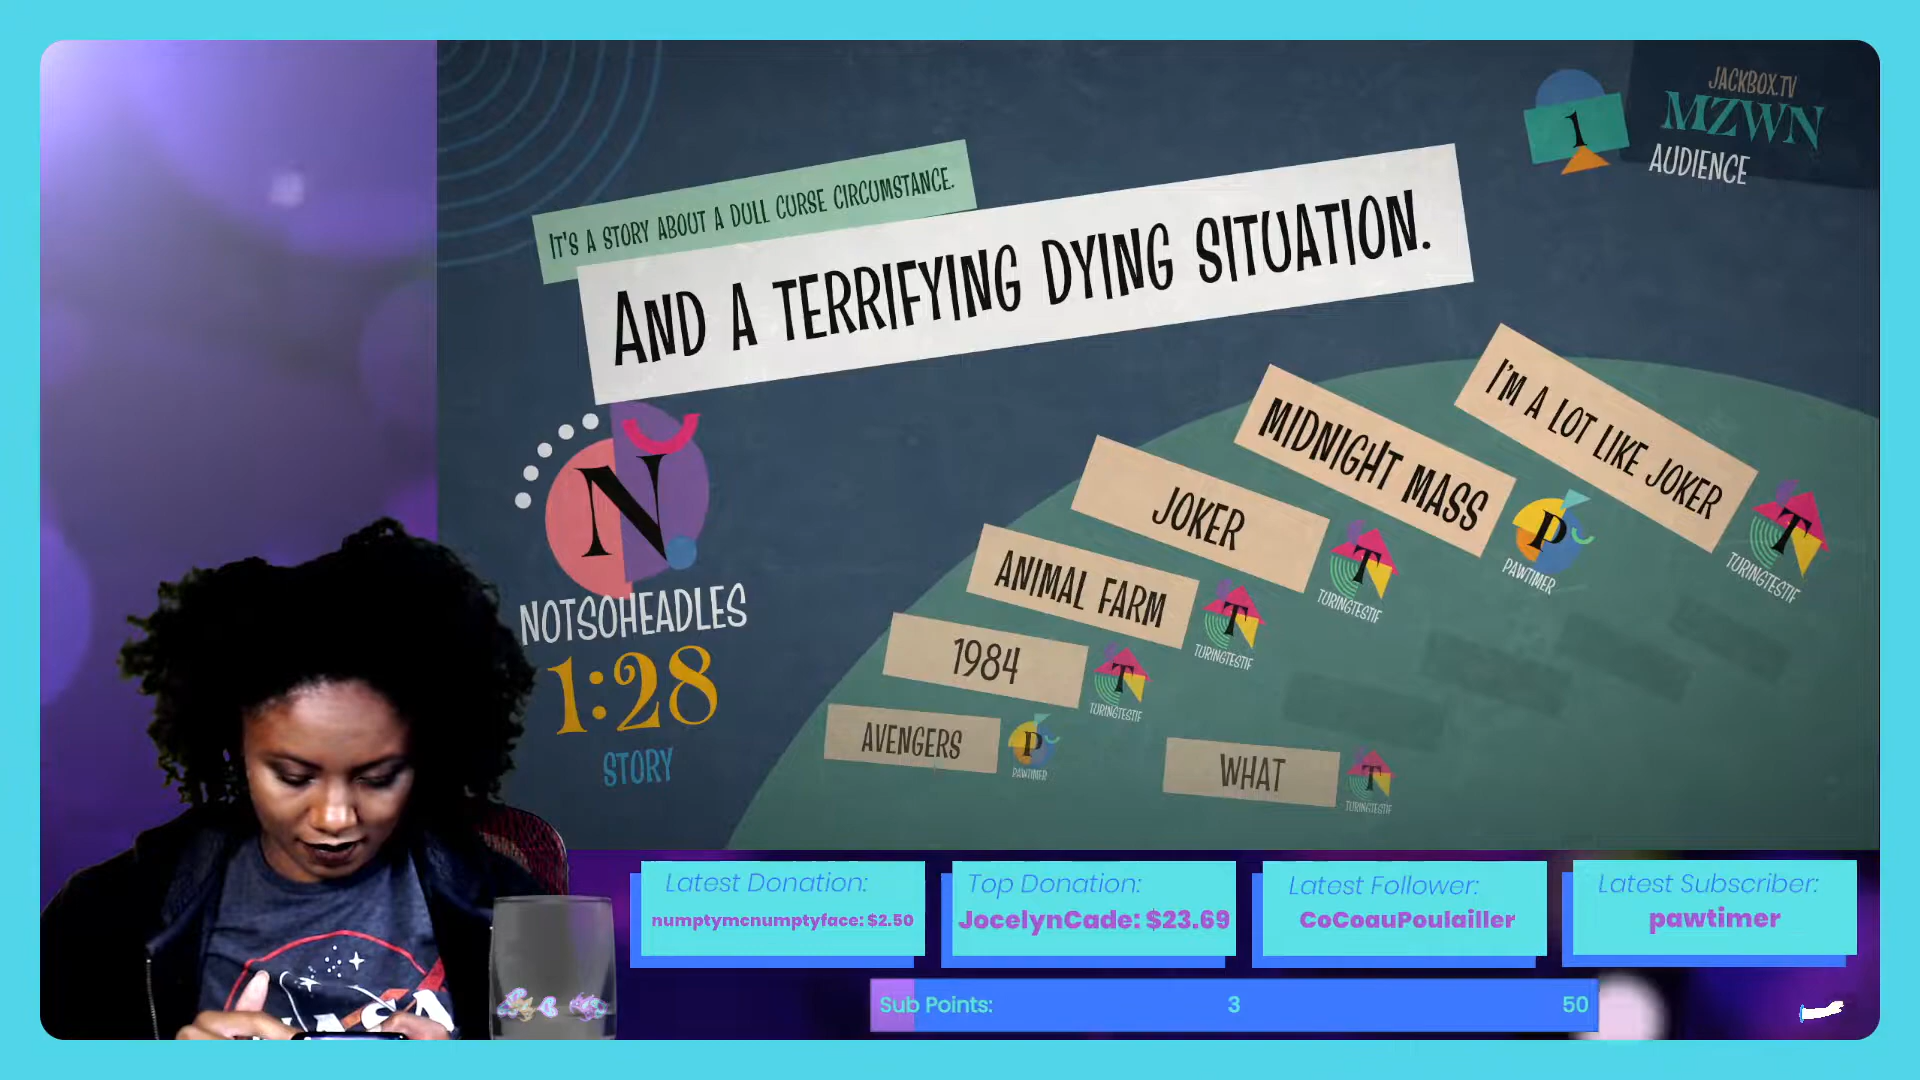 JACKBOX.TV
MZWN
1
AUDIENCE
IT'S A STORY ABOUT A DULL CURSE CIRCUMSTANCE.
AND A TERRIFYING DYING SITUATION.
I'M A LOT LIKE JOKER
T
TURINGTESTIF
MIDNIGHT MASS
P
PAWTIMER
JOKER
T
TURINGTESTIF
ANIMAL FARM
T
TURINGTESTIF
1984
T
TURINGTESTIF
AVENGERS
P
PAWTIMER
WHAT
T
TURINGTESTIF
N
NOTSOHEADLES
1:28
STORY
Latest Donation:
numptymcnumptyface: $2.50
Top Donation:
JocelynCade: $23.69
Latest Follower:
CoCoauPoulailler
Latest Subscriber:
pawtimer
Sub Points: 3 50